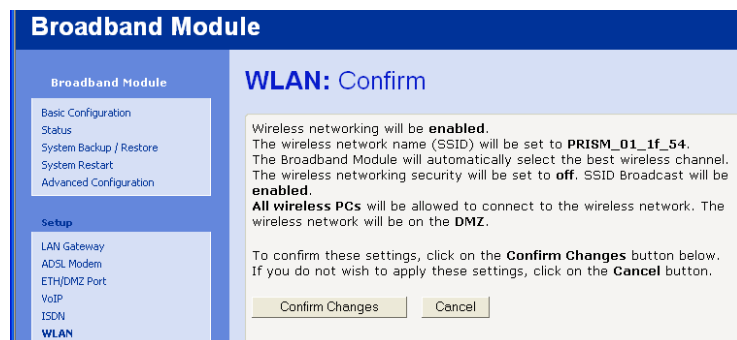 Broadband Module
Broadband Module
Basic Configuration
Status
System Backup / Restore
System Restart
Advanced Configuration
Setup
LAN Gateway
ADSL Modem
ETH/DMZ Port
VoIP
ISDN
WLAN
WLAN: Confirm
Wireless networking will be enabled.
The wireless network name (SSID) will be set to PRISM_01_1f_54.
The Broadband Module will automatically select the best wireless channel.
The wireless networking security will be set to off. SSID Broadcast will be
enabled.
All wireless PCs will be allowed to connect to the wireless network. The
wireless network will be on the DMZ.
To confirm these settings, click on the Confirm Changes button below.
If you do not wish to apply these settings, click on the Cancel button.
Confirm Changes
Cancel